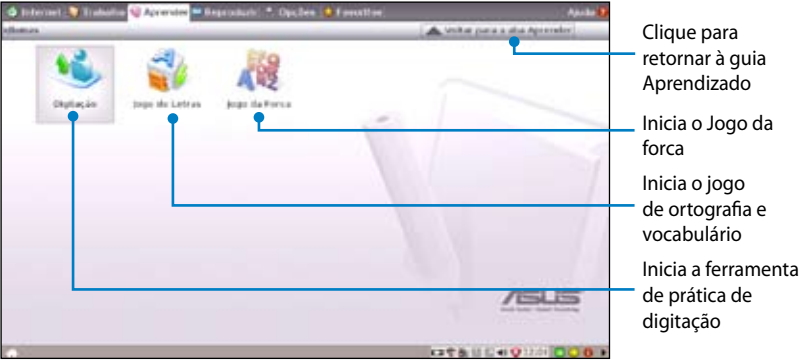 Internet Trabalho Aprender Reproduzir Opções Favoritos Ajuda
Idiomas Voltar para a aba Aprender
Digitação Jogo de Letras Jogo da Forca
Clique para
retornar à guia
Aprendizado
Inicia o Jogo da
forca
Inicia o jogo
de ortografia e
vocabulário
Inicia a ferramenta
de prática de
digitação
ASUS